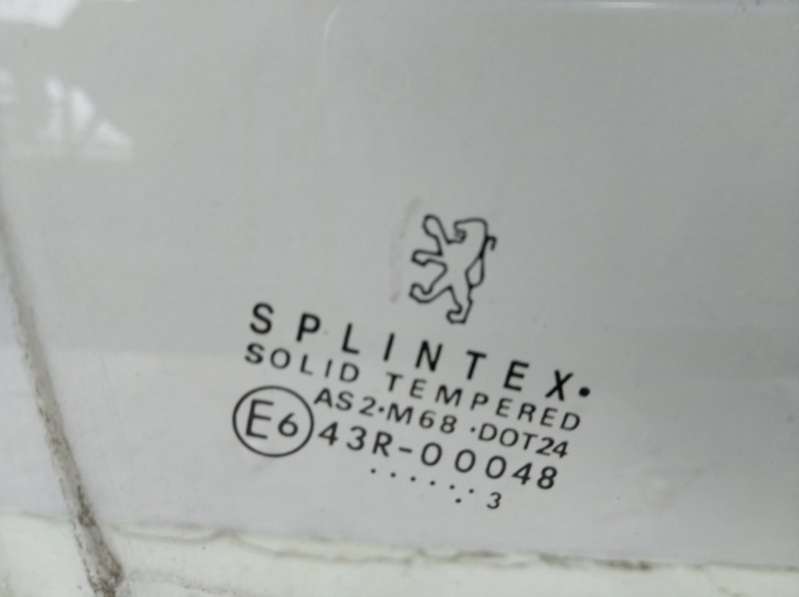 SPLINTEX•
SOLID TEMPERED
AS2•M68•DOT24
E6 43R-00048
.......3